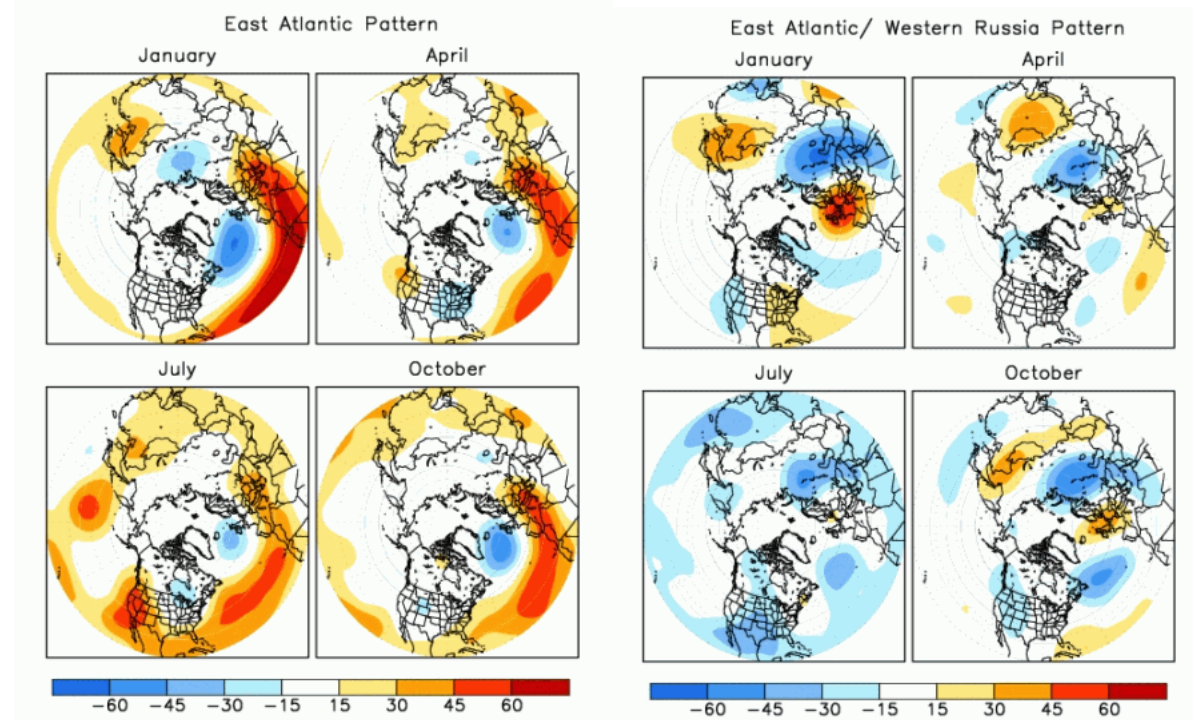 East Atlantic Pattern
January
April
July
October
-60 -45 -30 -15 15 30 45 60
East Atlantic/ Western Russia Pattern
January
April
July
October
-60 -45 -30 -15 15 30 45 60